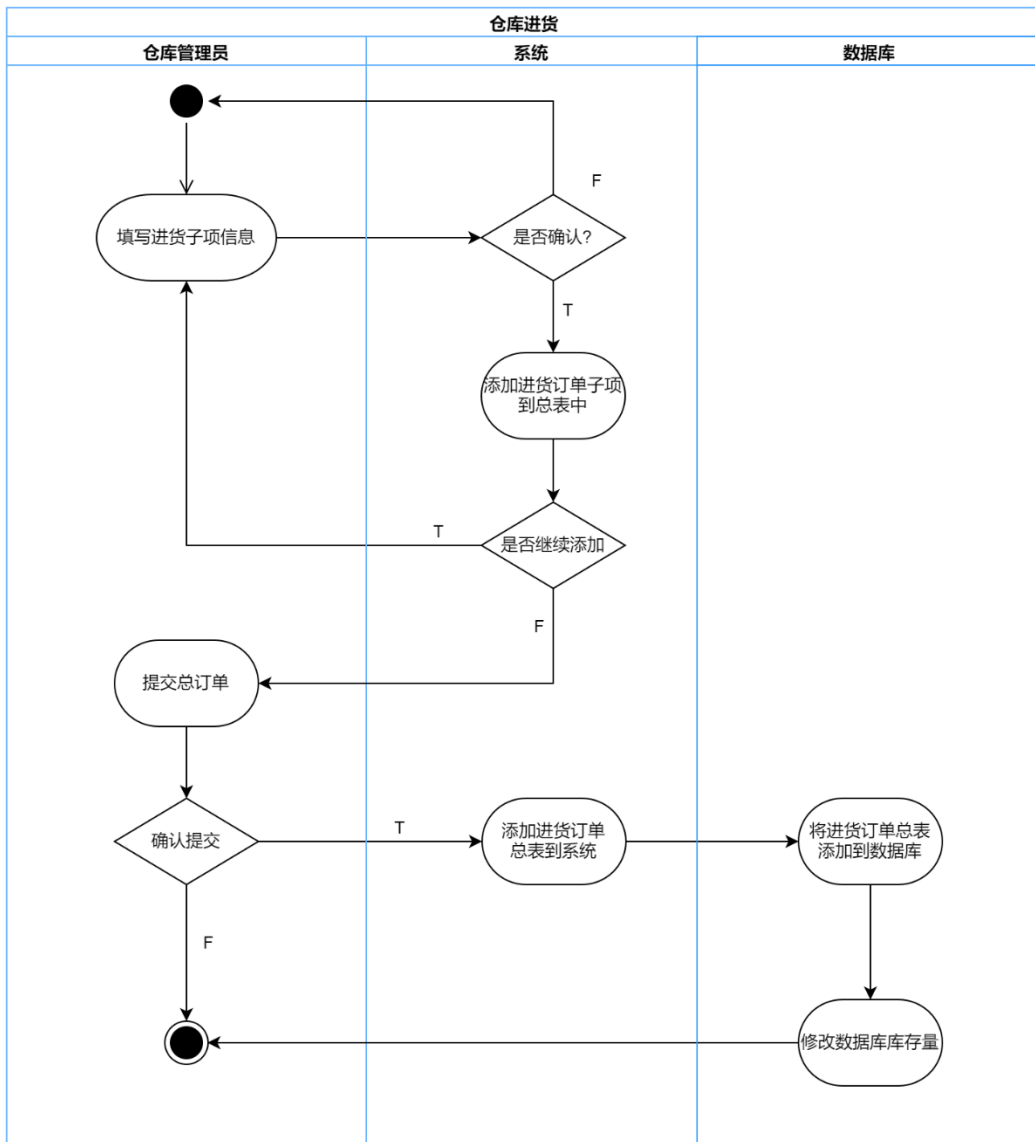 仓库进货
仓库管理员
系统
数据库
F
填写进货子项信息
是否确认?
T
添加进货订单子项
到总表中
T
是否继续添加
F
提交总订单
确认提交
T
添加进货订单
总表到系统
将进货订单总表
添加到数据库
F
修改数据库库存量